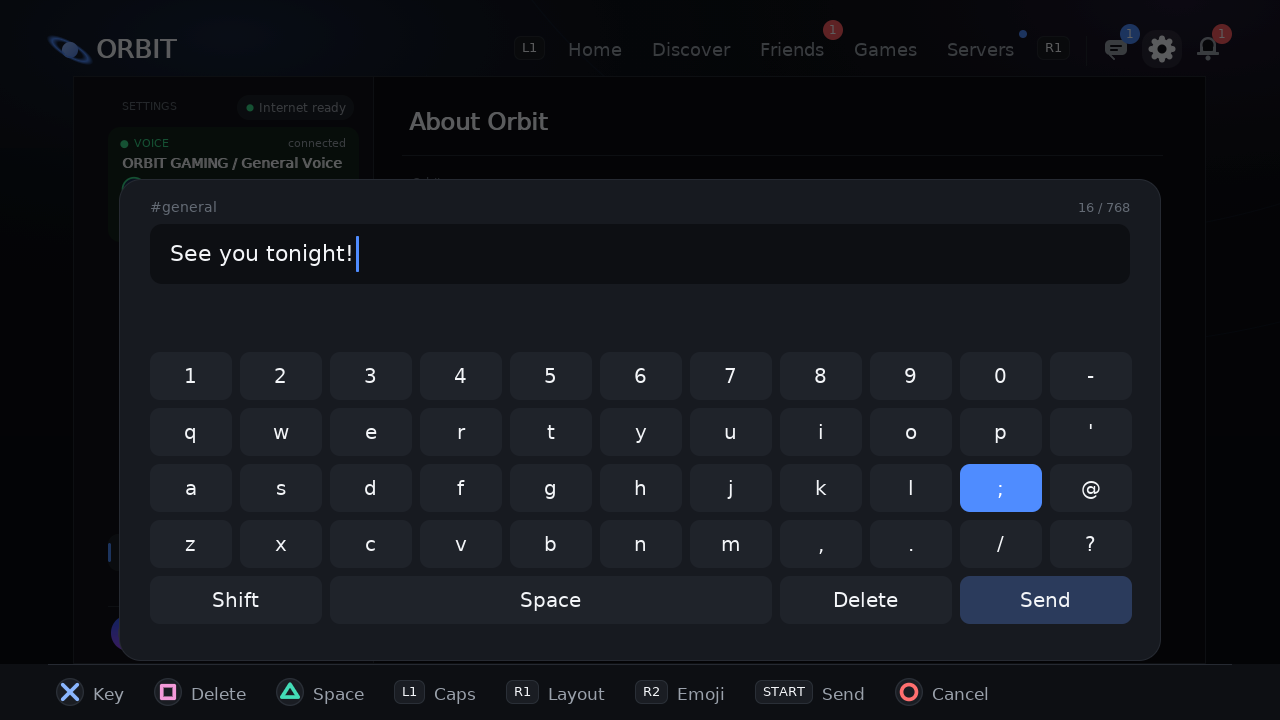 ORBIT
L1 Home Discover Friends 1 Games Servers R1 1 1
SETTINGS Internet ready
About Orbit
VOICE connected
ORBIT GAMING / General Voice
#general 16 / 768
See you tonight!
1 2 3 4 5 6 7 8 9 0 -
q w e r t y u i o p '
a s d f g h j k l ; @
z x c v b n m , . / ?
Shift Space Delete Send
Key Delete Space L1 Caps R1 Layout R2 Emoji START Send Cancel